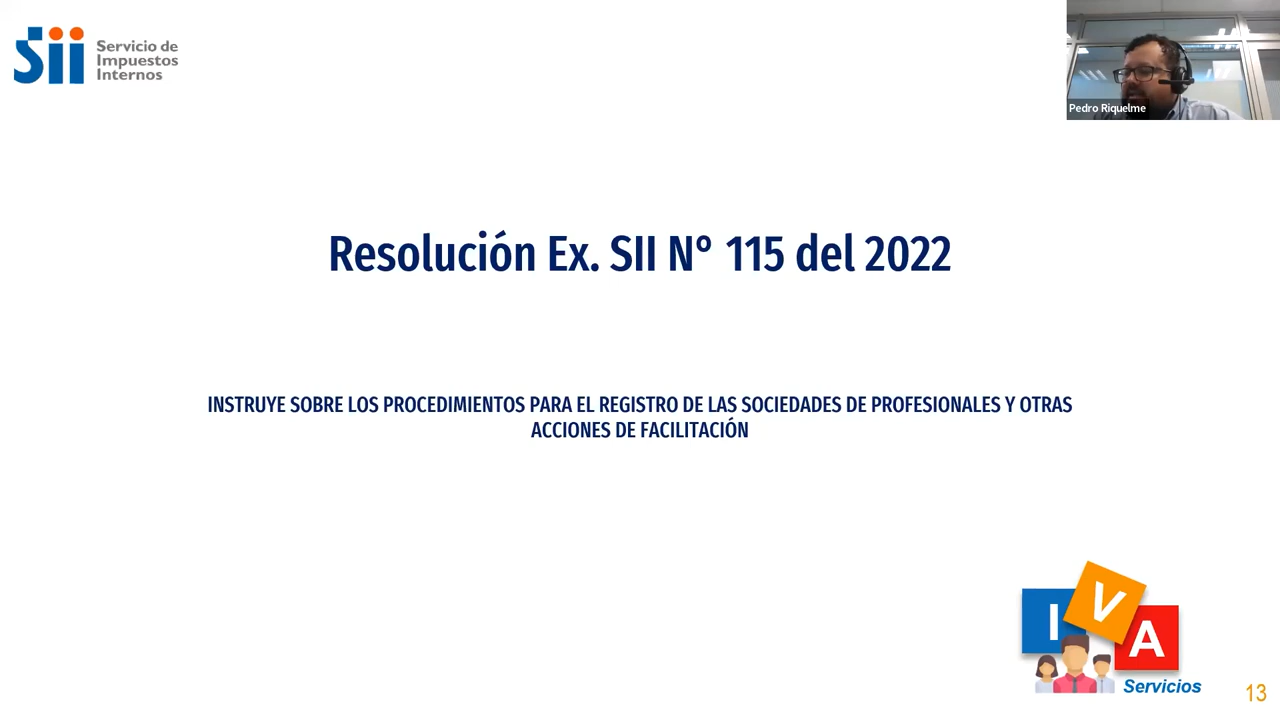 Sii Servicio de
Impuestos
Internos
Pedro Riquelme
Resolución Ex. SII N° 115 del 2022
INSTRUYE SOBRE LOS PROCEDIMIENTOS PARA EL REGISTRO DE LAS SOCIEDADES DE PROFESIONALES Y OTRAS
ACCIONES DE FACILITACIÓN
IVA
Servicios
13